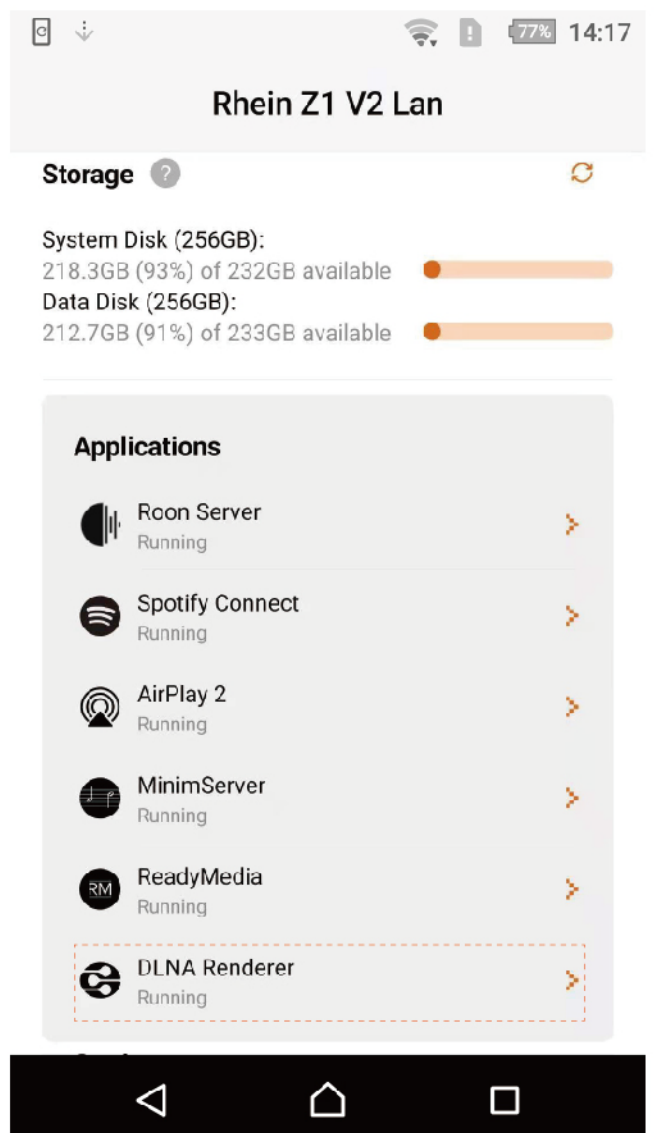 77% 14:17
Rhein Z1 V2 Lan
Storage ?
System Disk (256GB):
218.3GB (93%) of 232GB available
Data Disk (256GB):
212.7GB (91%) of 233GB available
Applications
Roon Server
Running
Spotify Connect
Running
AirPlay 2
Running
MinimServer
Running
ReadyMedia
Running
RM
DLNA Renderer
Running